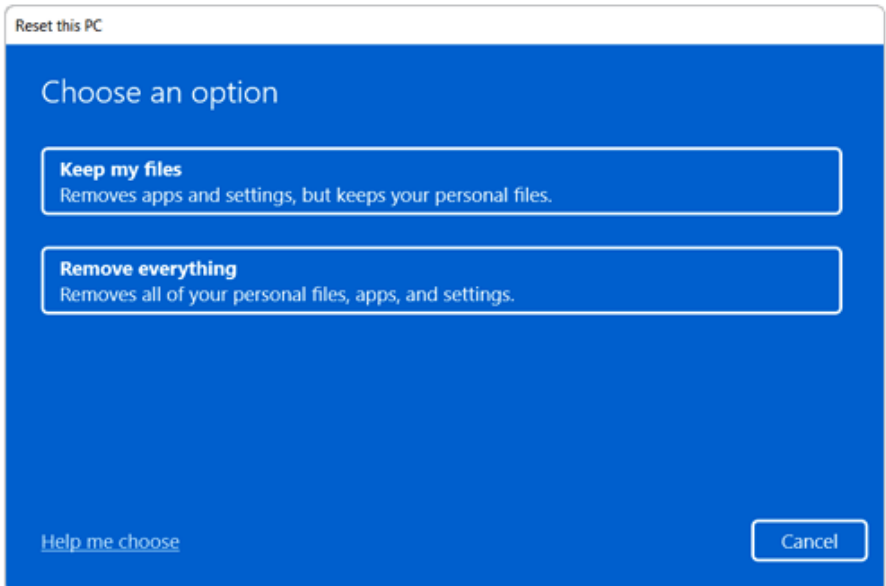 Reset this PC
Choose an option
Keep my files
Removes apps and settings, but keeps your personal files.
Remove everything
Removes all of your personal files, apps, and settings.
Help me choose
Cancel